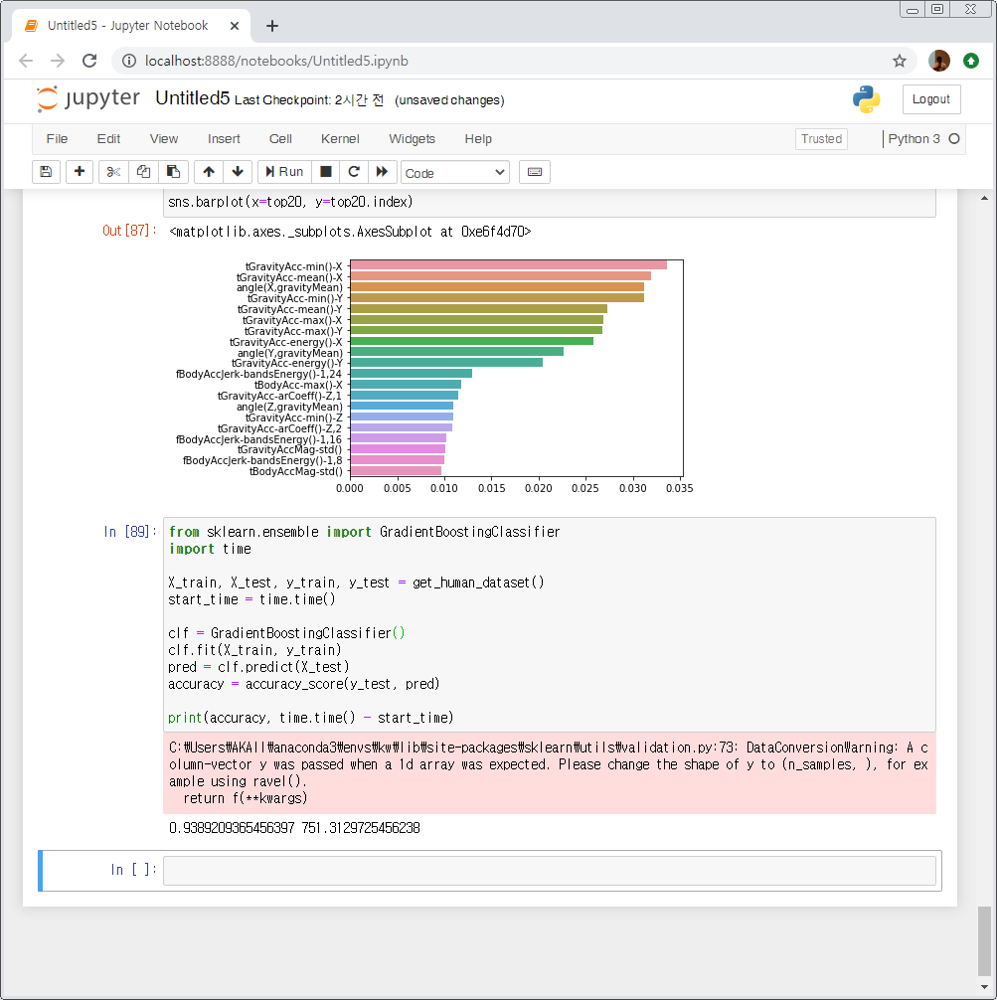 Untitled5 - Jupyter Notebook
localhost:8888/notebooks/Untitled5.ipynb
jupyter Untitled5 Last Checkpoint: 2시간 전 (unsaved changes)
Logout
File Edit View Insert Cell Kernel Widgets Help
Trusted
Python 3
Run
Code
sns.barplot(x=top20, y=top20.index)
Out[87]: <matplotlib.axes._subplots.AxesSubplot at 0xe6f4d70>
tGravityAcc-min()-X
tGravityAcc-mean()-X
angle(X,gravityMean)
tGravityAcc-min()-Y
tGravityAcc-mean()-Y
tGravityAcc-max()-X
tGravityAcc-max()-Y
tGravityAcc-energy()-X
angle(Y,gravityMean)
tGravityAcc-energy()-Y
fBodyAccJerk-bandsEnergy()-1,24
tBodyAcc-max()-X
tGravityAcc-arCoeff()-Z,1
angle(Z,gravityMean)
tGravityAcc-min()-Z
tGravityAcc-arCoeff()-Z,2
fBodyAccJerk-bandsEnergy()-1,16
tGravityAccMag-std()
fBodyAccJerk-bandsEnergy()-1,8
tBodyAccMag-std()
0.000 0.005 0.010 0.015 0.020 0.025 0.030 0.035
In [89]: from sklearn.ensemble import GradientBoostingClassifier
import time
X_train, X_test, y_train, y_test = get_human_dataset()
start_time = time.time()
clf = GradientBoostingClassifier()
clf.fit(X_train, y_train)
pred = clf.predict(X_test)
accuracy = accuracy_score(y_test, pred)
print(accuracy, time.time() - start_time)
C:₩Users₩AKAII₩anaconda3₩envs₩kw₩lib₩site-packages₩sklearn₩utils₩validation.py:73: DataConversionWarning: A c
olumn-vector y was passed when a 1d array was expected. Please change the shape of y to (n_samples, ), for ex
ample using ravel().
return f(**kwargs)
0.9389209365456397 751.3129725456238
In [ ]: